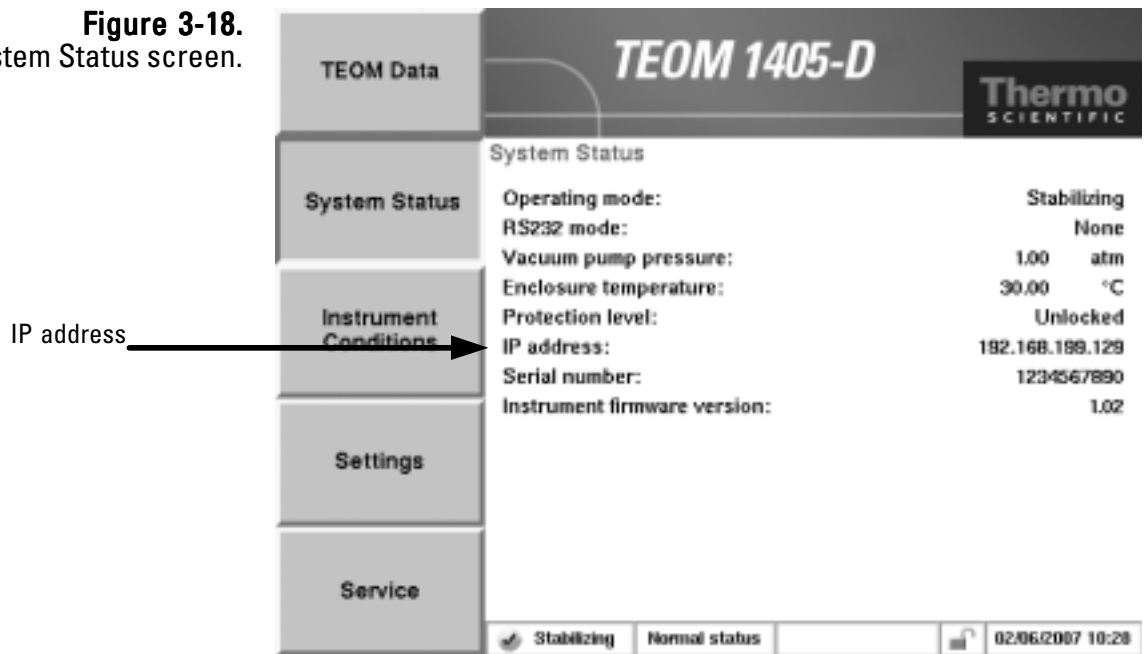 Figure 3-18.
stem Status screen.
IP address
TEOM Data
System Status
Instrument
Conditions
Settings
Service
TEOM 1405-D
Thermo
SCIENTIFIC
System Status
Operating mode: Stabilizing
RS232 mode: None
Vacuum pump pressure: 1.00 atm
Enclosure temperature: 30.00 °C
Protection level: Unlocked
IP address: 192.168.199.129
Serial number: 1234567890
Instrument firmware version: 1.02
Stabilizing Normal status 02/06/2007 10:28